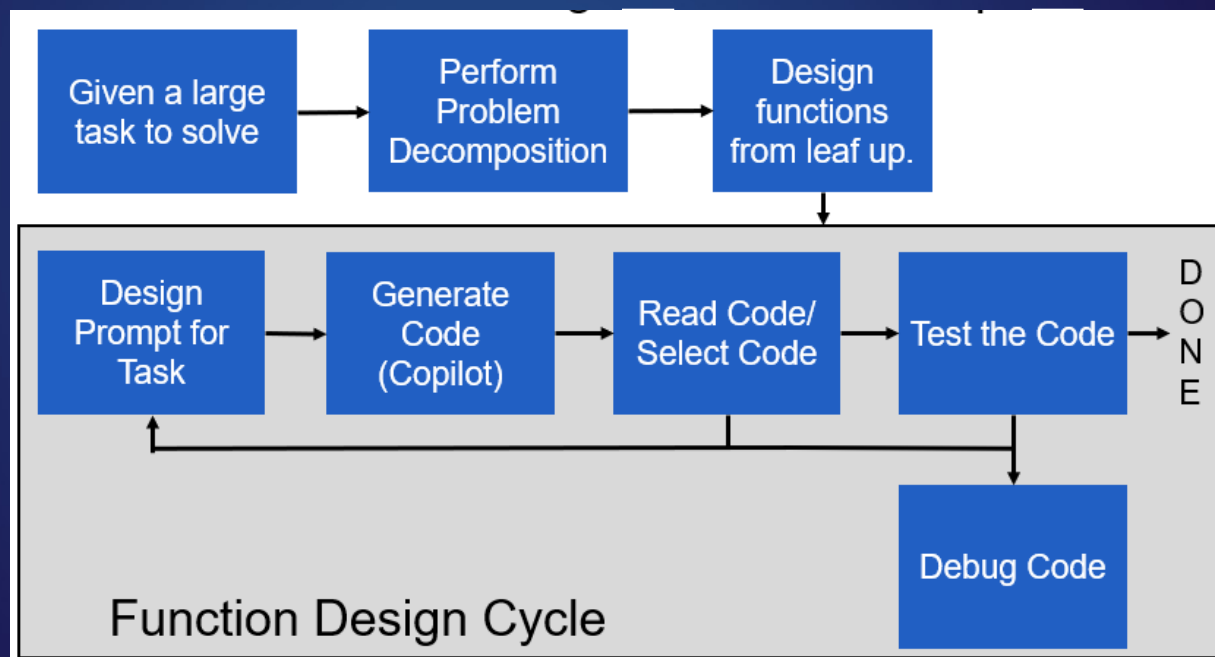 Given a large
task to solve
Perform
Problem
Decomposition
Design
functions
from leaf up.
Design
Prompt for
Task
Generate
Code
(Copilot)
Read Code/
Select Code
Test the Code
D
O
N
E
Debug Code
Function Design Cycle